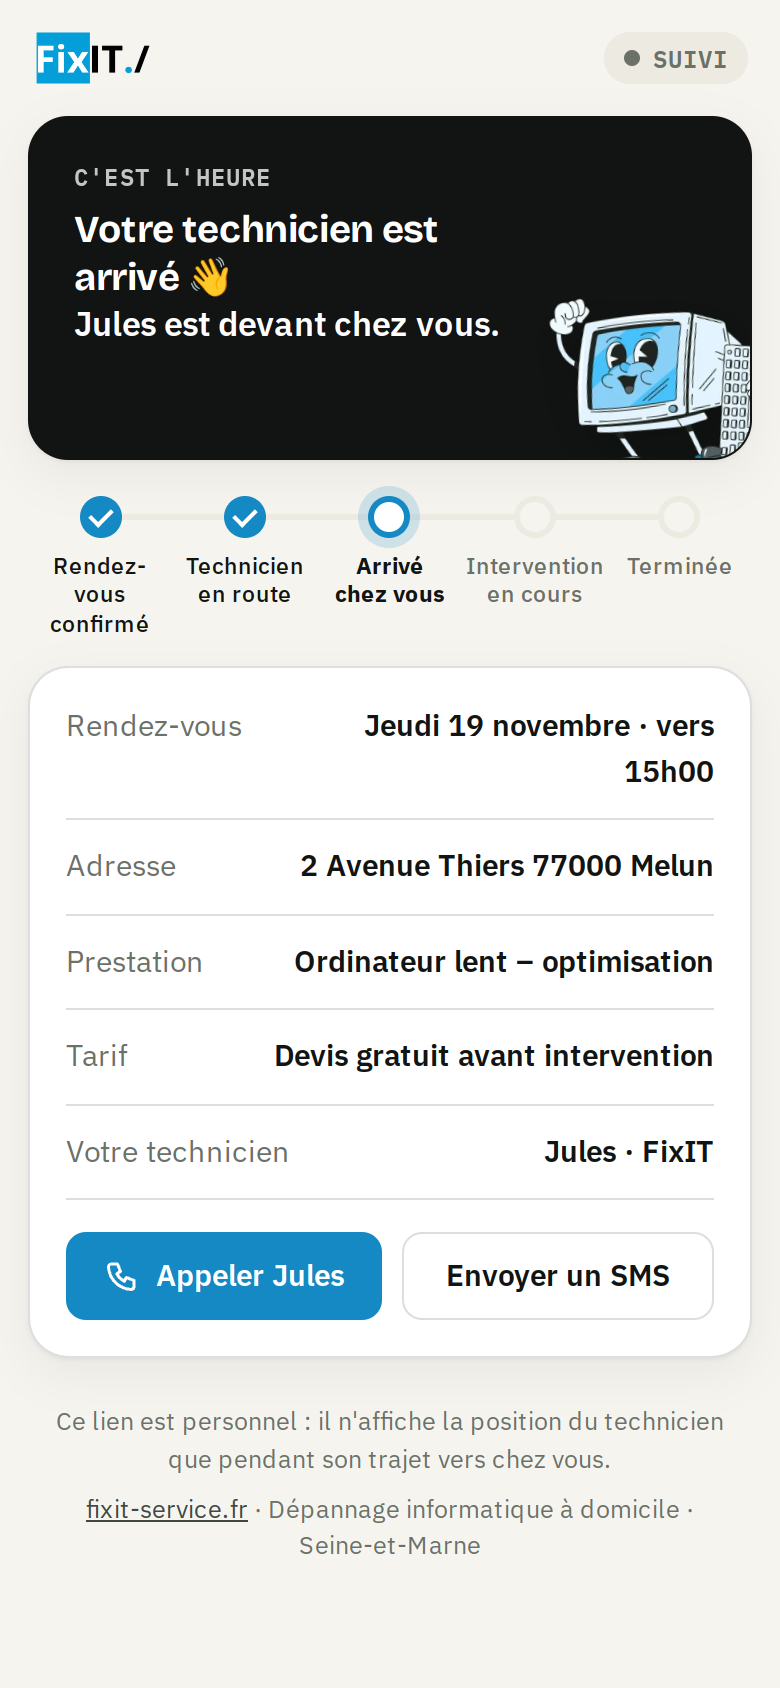 FixIT./
SUIVI
C'EST L'HEURE
Votre technicien est
arrivé 👋
Jules est devant chez vous.
Rendez-
vous
confirmé
Technicien
en route
Arrivé
chez vous
Intervention
en cours
Terminée
Rendez-vous
Jeudi 19 novembre · vers
15h00
Adresse
2 Avenue Thiers 77000 Melun
Prestation
Ordinateur lent – optimisation
Tarif
Devis gratuit avant intervention
Votre technicien
Jules · FixIT
Appeler Jules
Envoyer un SMS
Ce lien est personnel : il n'affiche la position du technicien
que pendant son trajet vers chez vous.
fixit-service.fr · Dépannage informatique à domicile ·
Seine-et-Marne